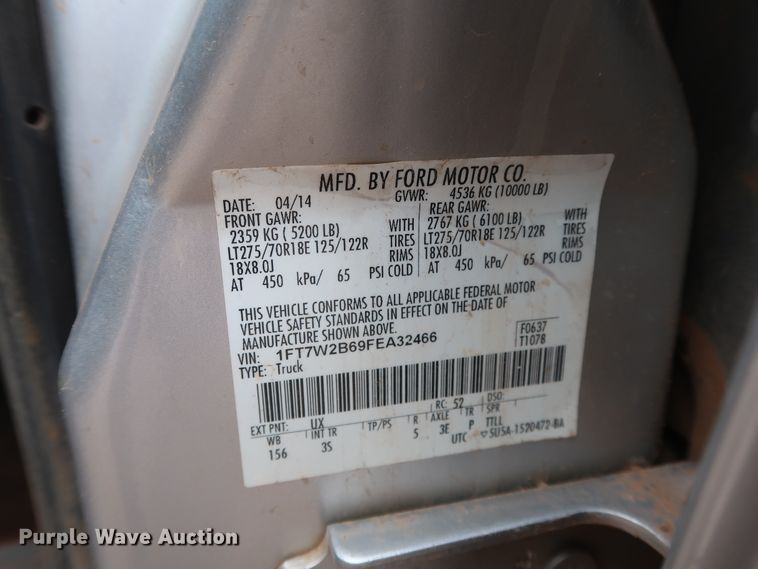 MFD. BY FORD MOTOR CO.
DATE: 04/14 GVWR: 4536 KG (10000 LB)
FRONT GAWR: REAR GAWR:
2359 KG ( 5200 LB) WITH 2767 KG ( 6100 LB) WITH
LT275/70R18E 125/122R TIRES LT275/70R18E 125/122R TIRES
18X8.0J RIMS 18X8.0J RIMS
AT 450 kPa/ 65 PSI COLD AT 450 kPa/ 65 PSI COLD
THIS VEHICLE CONFORMS TO ALL APPLICABLE FEDERAL MOTOR
VEHICLE SAFETY STANDARDS IN EFFECT ON THE DATE OF
MANUFACTURE SHOWN ABOVE.
VIN: 1FT7W2B69FEA32466 F0637
TYPE: Truck T1078
EXT PNT: UX RC: 52 DSO:
WB INT TR TP/PS R AXLE TR SPR
156 3S 5 3E P TTLL
UTC ▽5U5A-1520472-BA
Purple Wave Auction